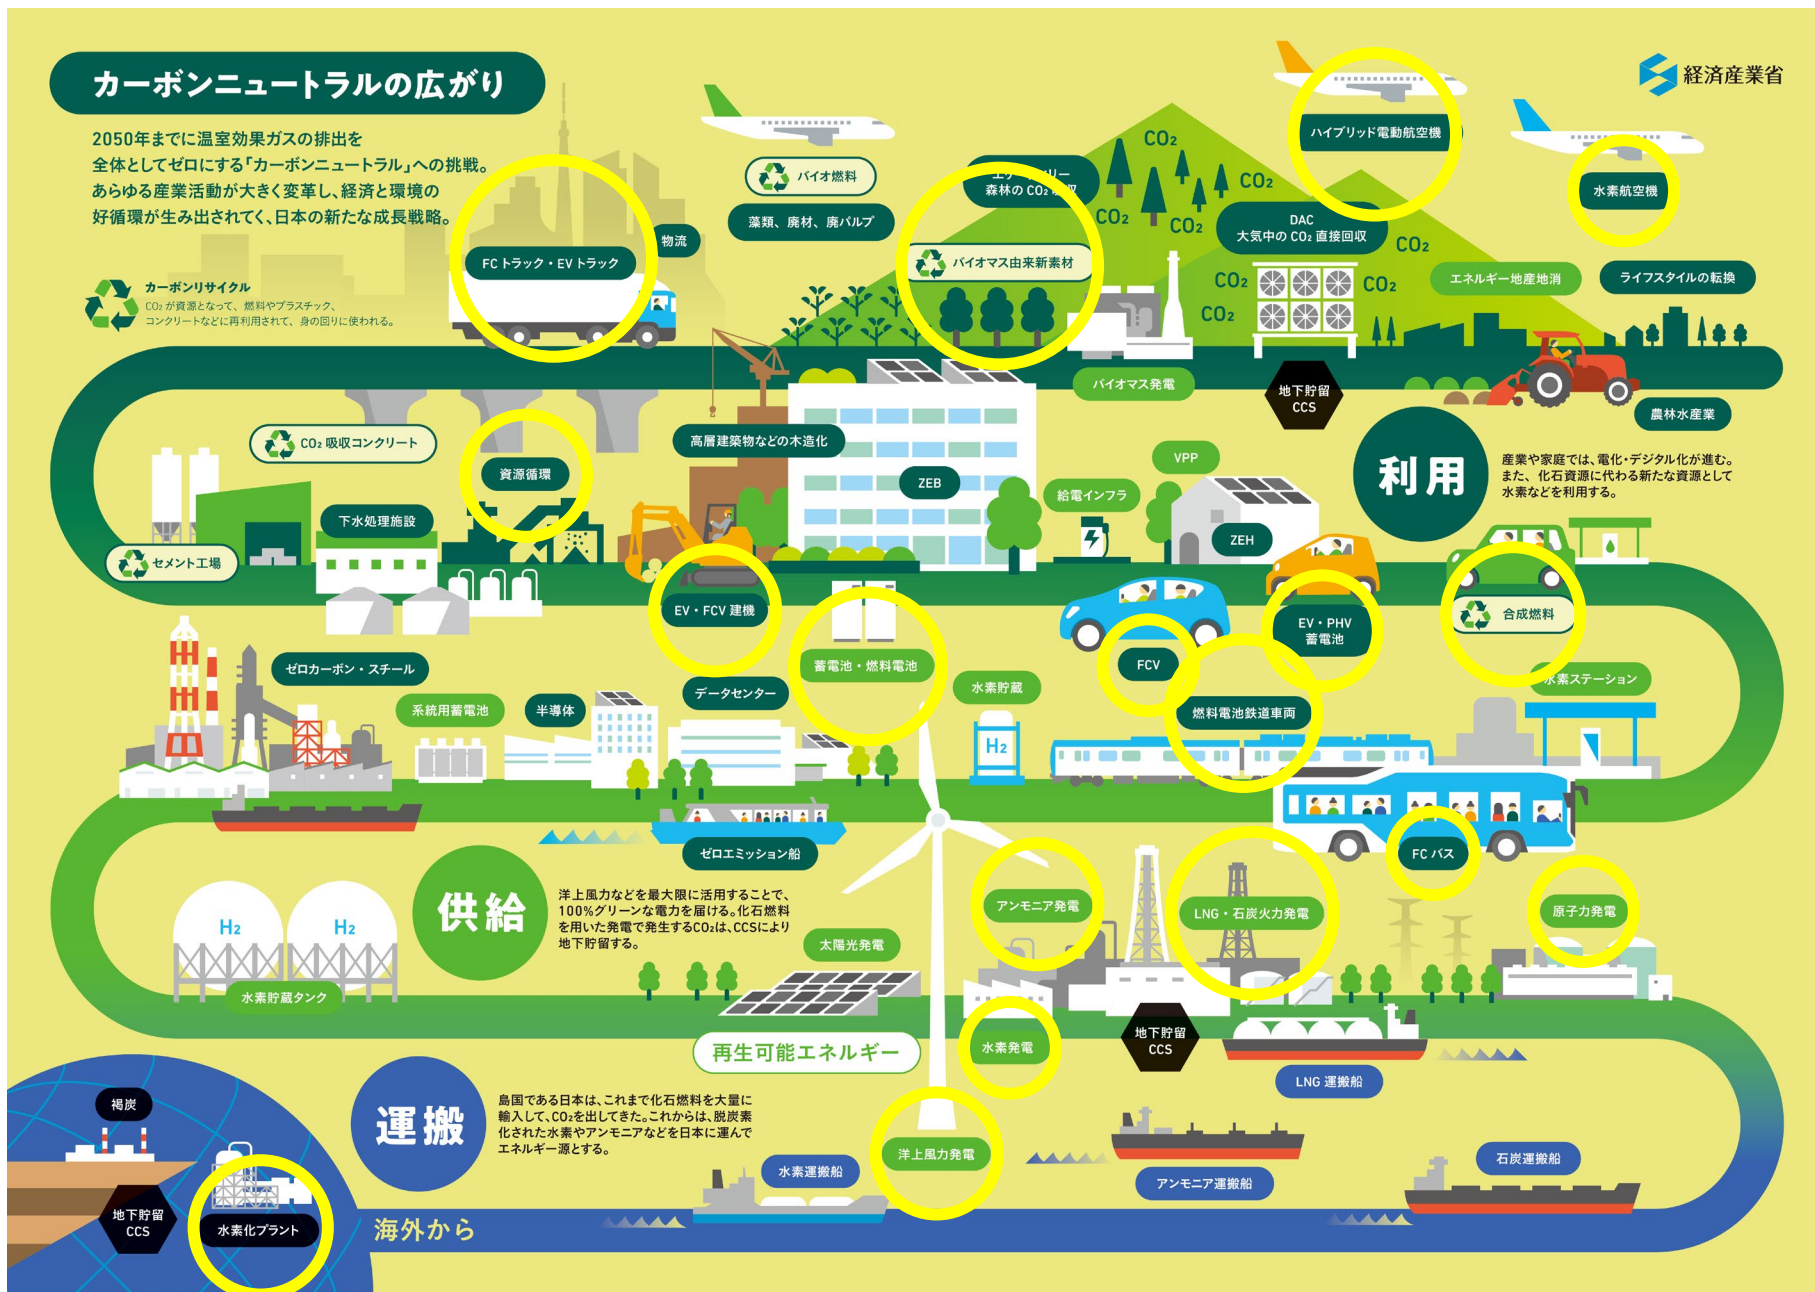 カーボンニュートラルの広がり
経済産業省
2050年までに温室効果ガスの排出を
全体としてゼロにする「カーボンニュートラル」への挑戦。
あらゆる産業活動が大きく変革し、経済と環境の
好循環が生み出されてく、日本の新たな成長戦略。
カーボンリサイクル
CO₂ が資源となって、燃料やプラスチック、
コンクリートなどに再利用されて、身の回りに使われる。
FC トラック・EV トラック
物流
バイオ燃料
藻類、廃材、廃パルプ
森林の CO₂
バイオマス由来新素材
CO₂
CO₂
CO₂
CO₂
ハイブリッド電動航空機
水素航空機
DAC
大気中の CO₂ 直接回収
CO₂
CO₂
CO₂
CO₂
エネルギー地産地消
ライフスタイルの転換
バイオマス発電
地下貯留
CCS
農林水産業
利用
産業や家庭では、電化・デジタル化が進む。
また、化石資源に代わる新たな資源として
水素などを利用する。
CO₂ 吸収コンクリート
資源循環
高層建築物などの木造化
ZEB
VPP
給電インフラ
ZEH
下水処理施設
セメント工場
EV・FCV 建機
蓄電池・燃料電池
FCV
EV・PHV
蓄電池
合成燃料
ゼロカーボン・スチール
系統用蓄電池
半導体
データセンター
水素貯蔵
H₂
燃料電池鉄道車両
水素ステーション
ゼロエミッション船
FC バス
供給
洋上風力などを最大限に活用することで、
100%グリーンな電力を届ける。化石燃料
を用いた発電で発生するCO₂は、CCSにより
地下貯留する。
H₂
H₂
水素貯蔵タンク
太陽光発電
アンモニア発電
LNG・石炭火力発電
原子力発電
再生可能エネルギー
水素発電
地下貯留
CCS
LNG 運搬船
運搬
島国である日本は、これまで化石燃料を大量に
輸入して、CO₂を出してきた。これからは、脱炭素
化された水素やアンモニアなどを日本に運んで
エネルギー源とする。
褐炭
地下貯留
CCS
水素化プラント
海外から
水素運搬船
洋上風力発電
アンモニア運搬船
石炭運搬船